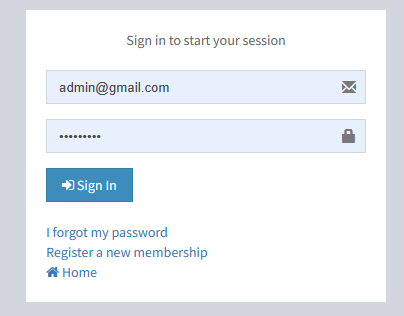 Sign in to start your session
admin@gmail.com
•••••••••
Sign In
I forgot my password
Register a new membership
Home